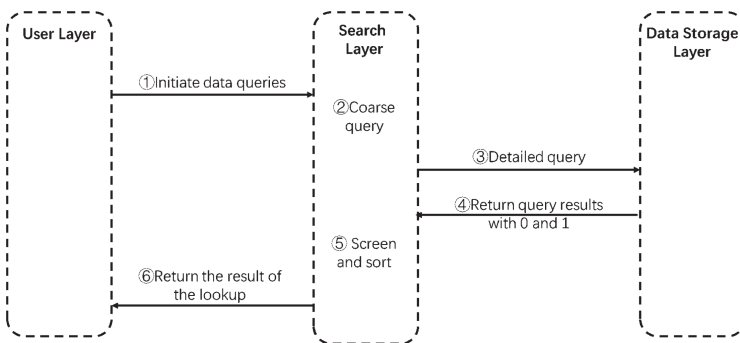 User Layer
Search
Layer
Data Storage
Layer
①Initiate data queries
②Coarse
query
③Detailed query
④Return query results
with 0 and 1
⑤ Screen
and sort
⑥Return the result of
the lookup